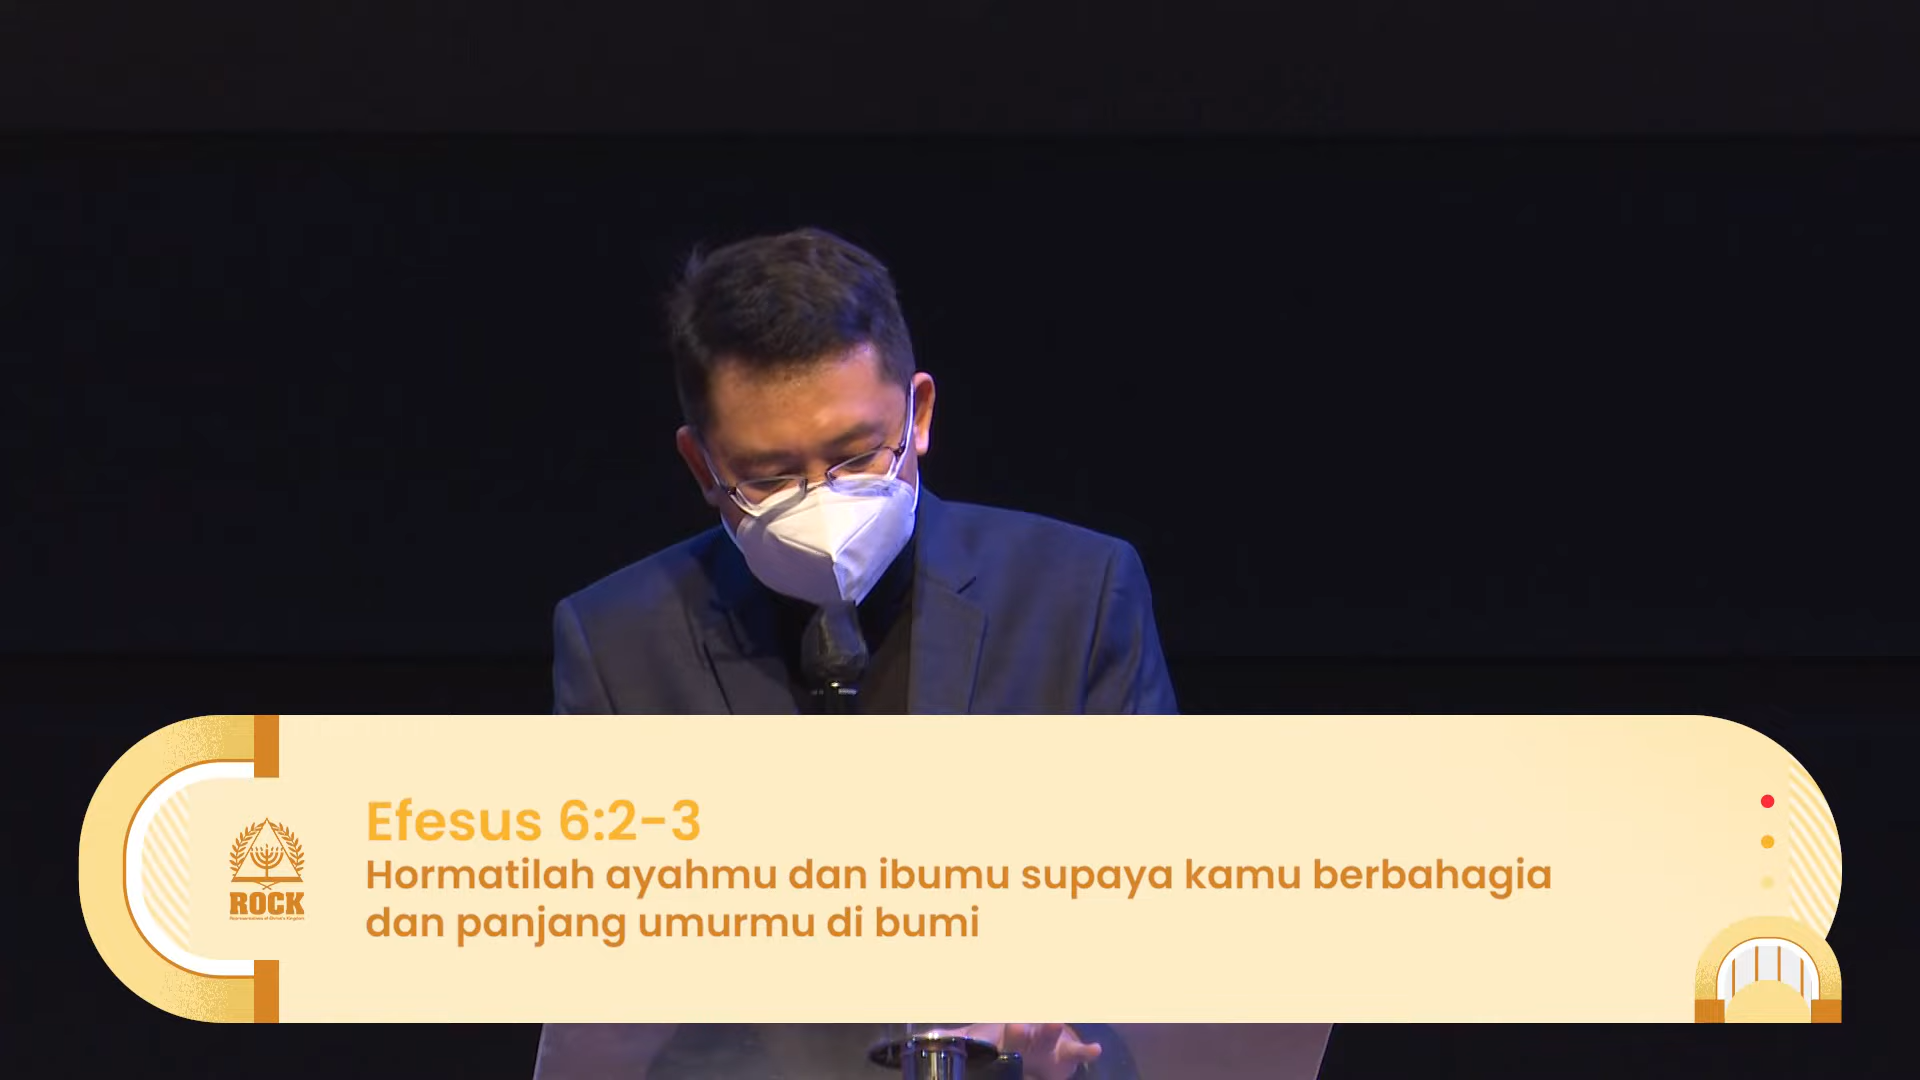 Efesus 6:2-3
Hormatilah ayahmu dan ibumu supaya kamu berbahagia
dan panjang umurmu di bumi
ROCK